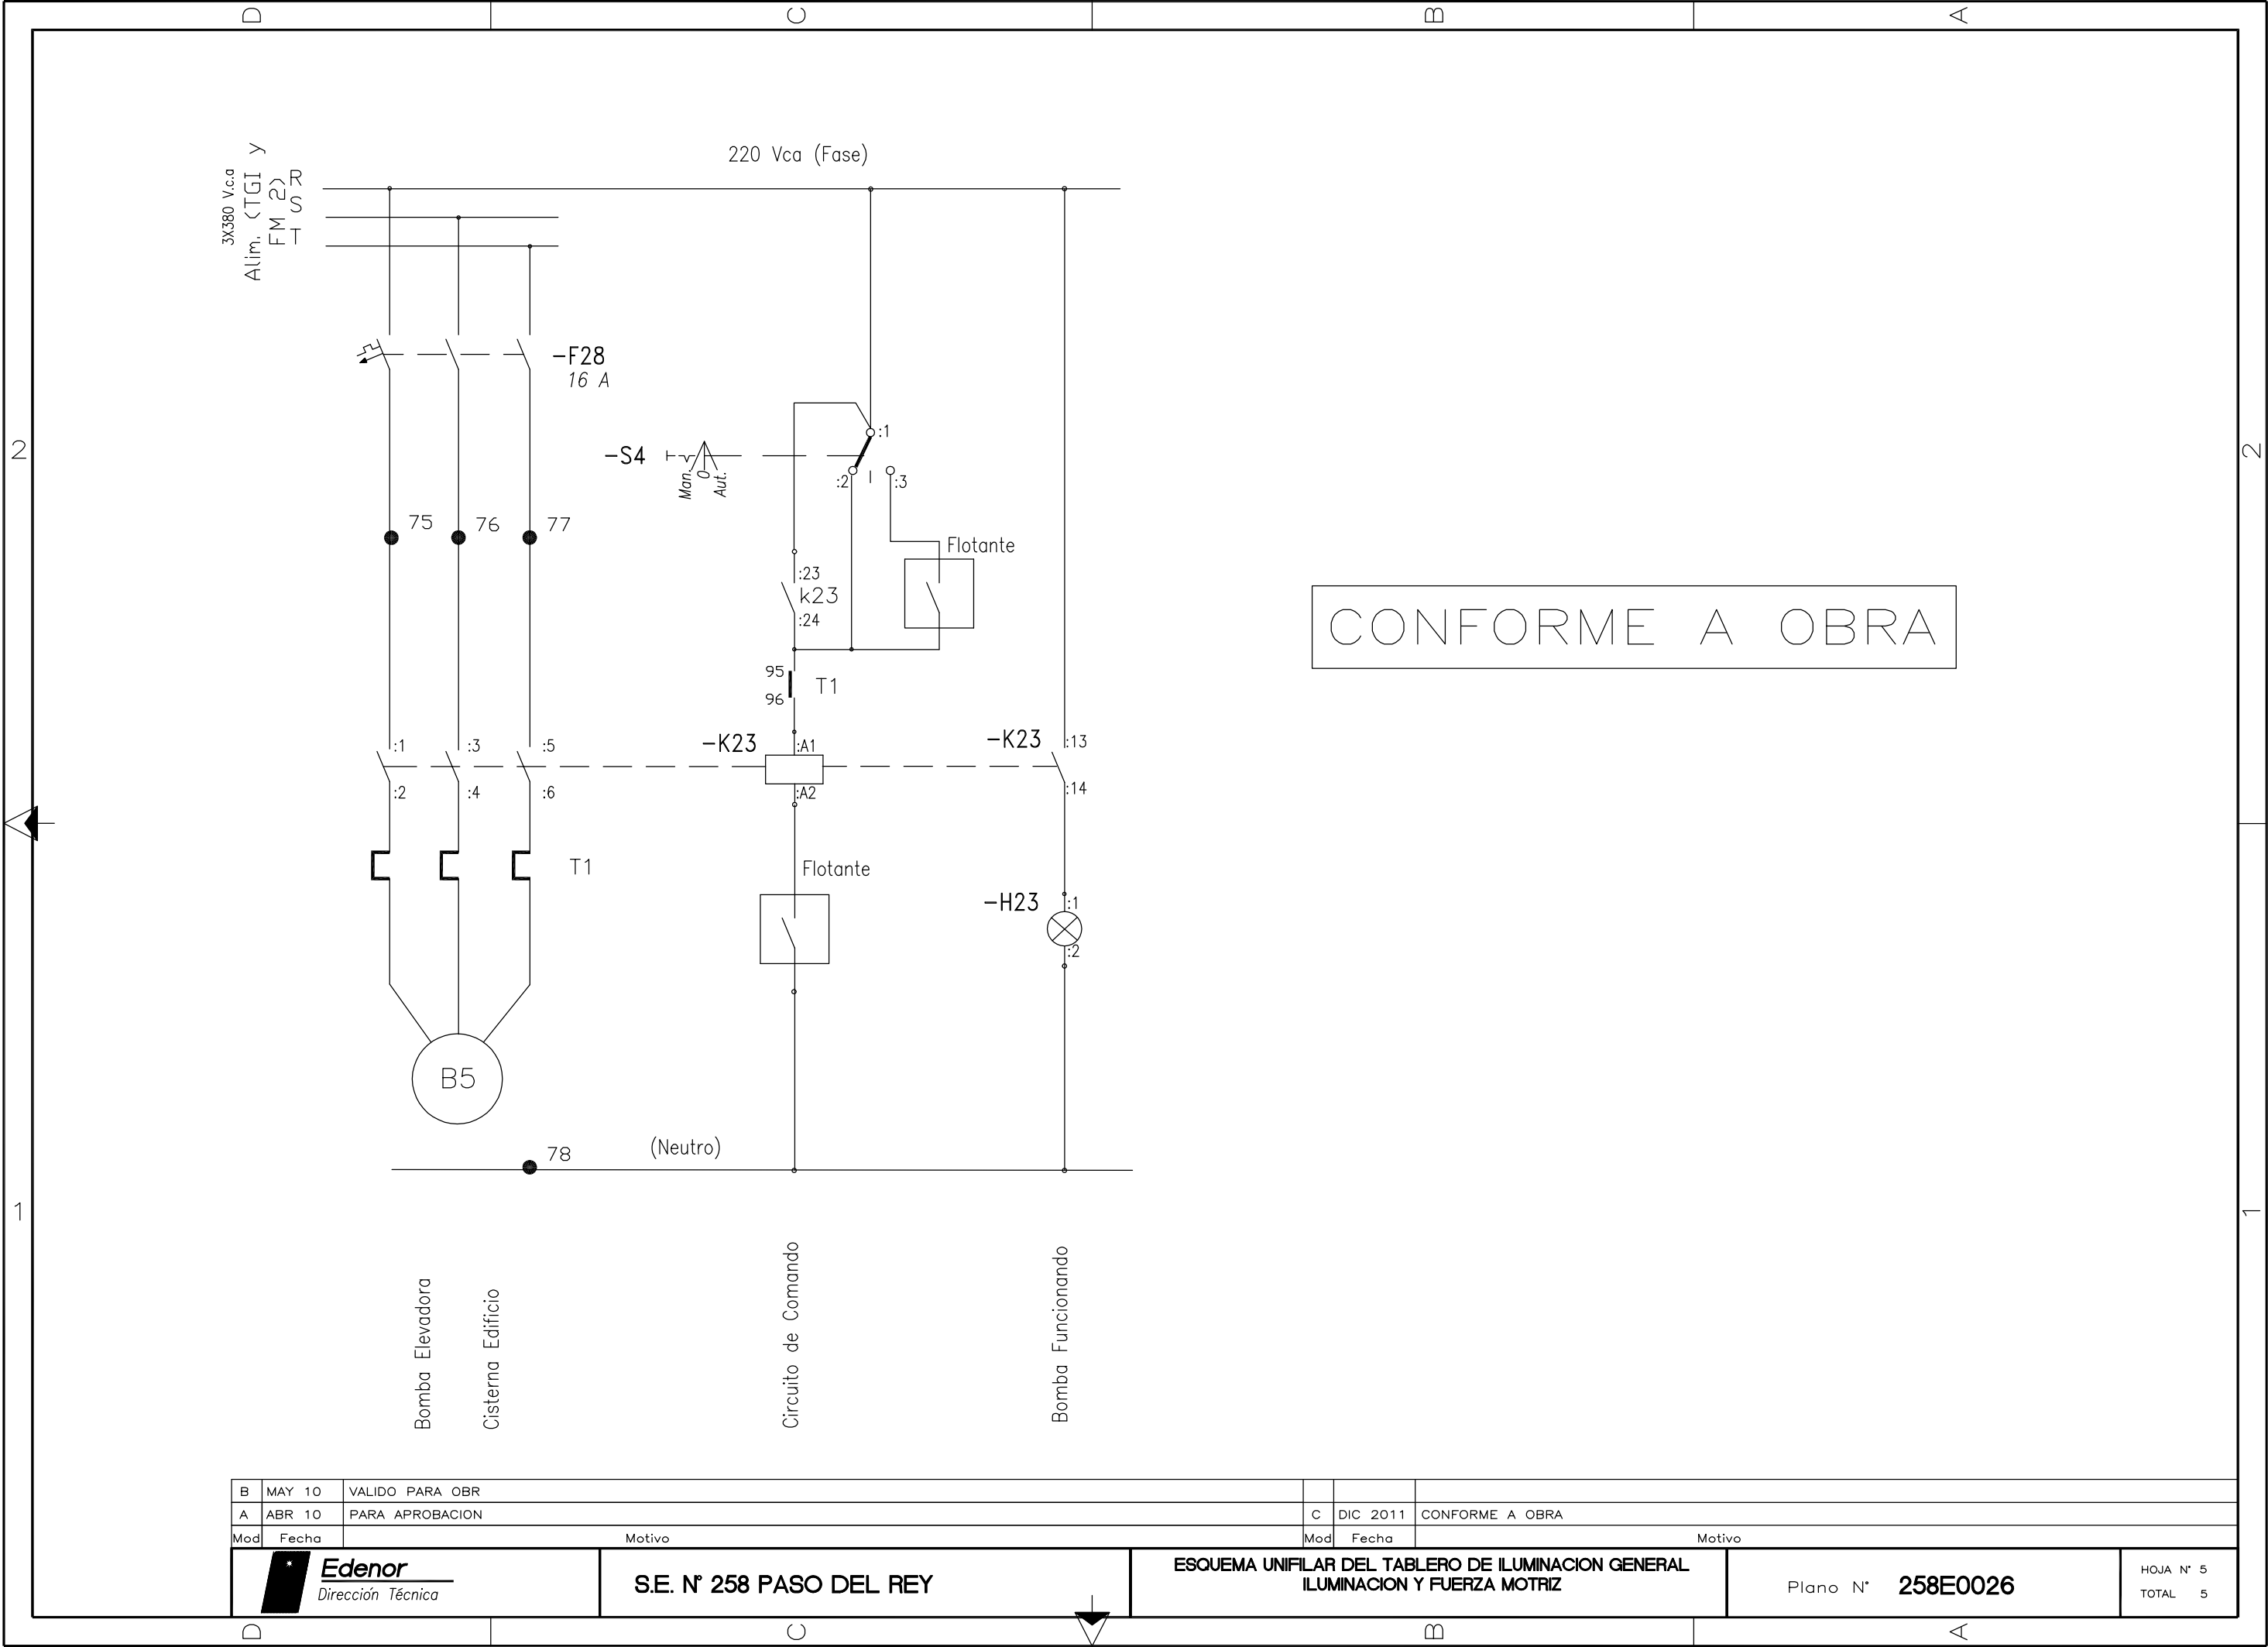 D C B A
220 Vca (Fase)
3X380 V.c.a
Alim. (TGI y
FM 2)
R
S
T
-F28
16 A
2
2
-S4
Man.
0
Aut.
:1
:2
:3
75
76
77
Flotante
:23
k23
:24
CONFORME A OBRA
95
96
T1
:1
:3
:5
-K23
:A1
-K23
:13
:2
:4
:6
:A2
:14
T1
Flotante
-H23
:1
:2
B5
78
(Neutro)
1
1
Bomba Elevadora
Cisterna Edificio
Circuito de Comando
Bomba Funcionando
B MAY 10 VALIDO PARA OBR
A ABR 10 PARA APROBACION
C DIC 2011 CONFORME A OBRA
Mod Fecha Motivo
Mod Fecha Motivo
Edenor
Dirección Técnica
S.E. N° 258 PASO DEL REY
ESQUEMA UNIFILAR DEL TABLERO DE ILUMINACION GENERAL
ILUMINACION Y FUERZA MOTRIZ
Plano N° 258E0026
HOJA N° 5
TOTAL 5
D C B A